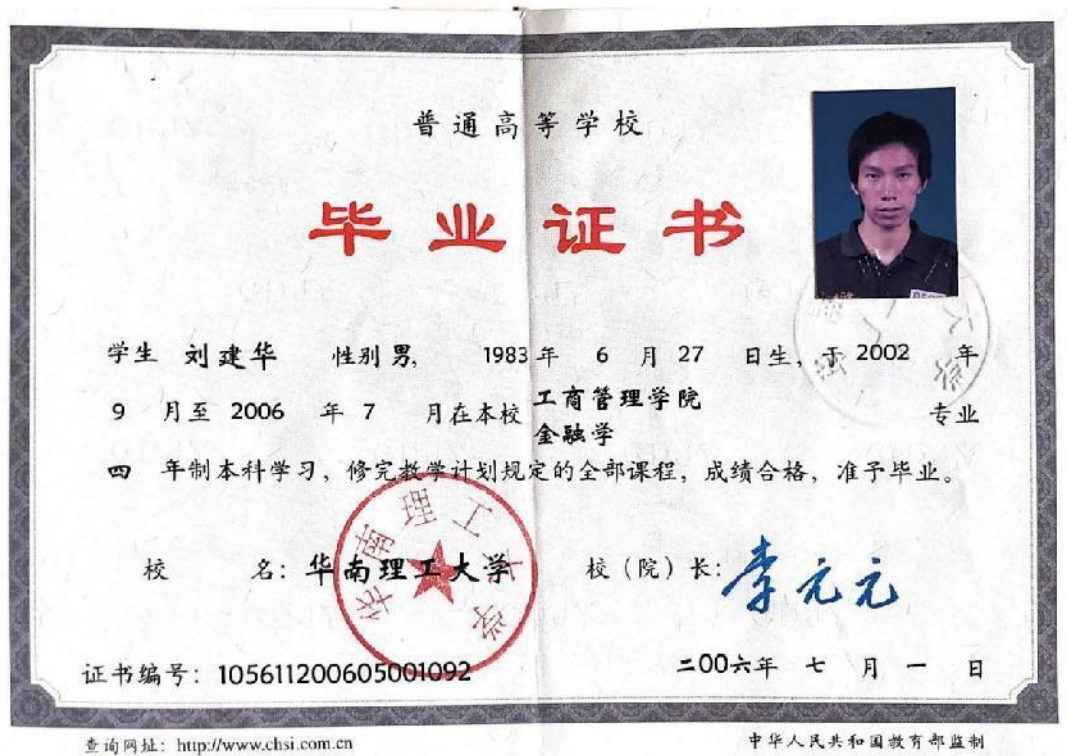 普通高等学校
毕业证书
学生 刘建华 性别 男, 1983 年 6 月 27 日生, 于 2002 年
9 月至 2006 年 7 月在本校 工商管理学院 金融学 专业
四 年制本科学习，修完教学计划规定的全部课程，成绩合格，准予毕业。
华南理工大学
校 名：华南理工大学 校（院）长：李元元
证书编号：105611200605001092 二00六年 七 月 一 日
查询网址：http://www.chsi.com.cn 中华人民共和国教育部监制